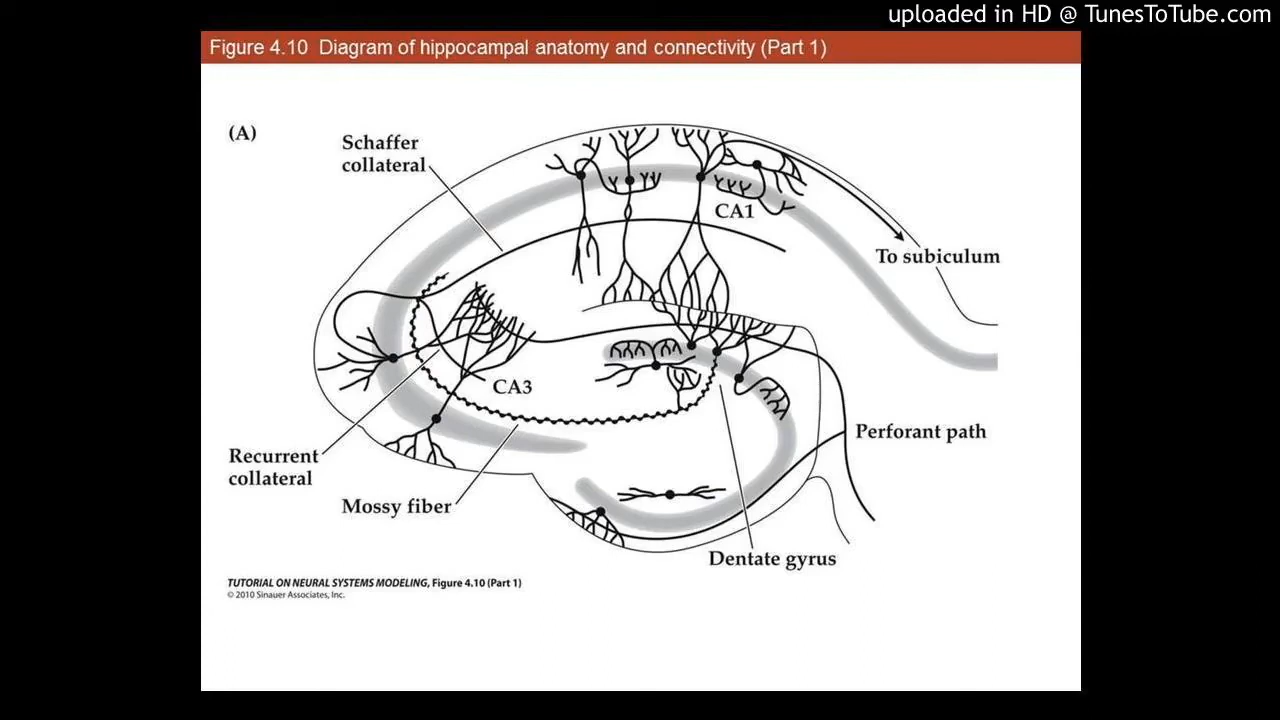 uploaded in HD @ TunesToTube.com
Figure 4.10 Diagram of hippocampal anatomy and connectivity (Part 1)
(A)
Schaffer
collateral
CA1
To subiculum
CA3
Perforant path
Recurrent
collateral
Mossy fiber
Dentate gyrus
TUTORIAL ON NEURAL SYSTEMS MODELING, Figure 4.10 (Part 1)
© 2010 Sinauer Associates, Inc.